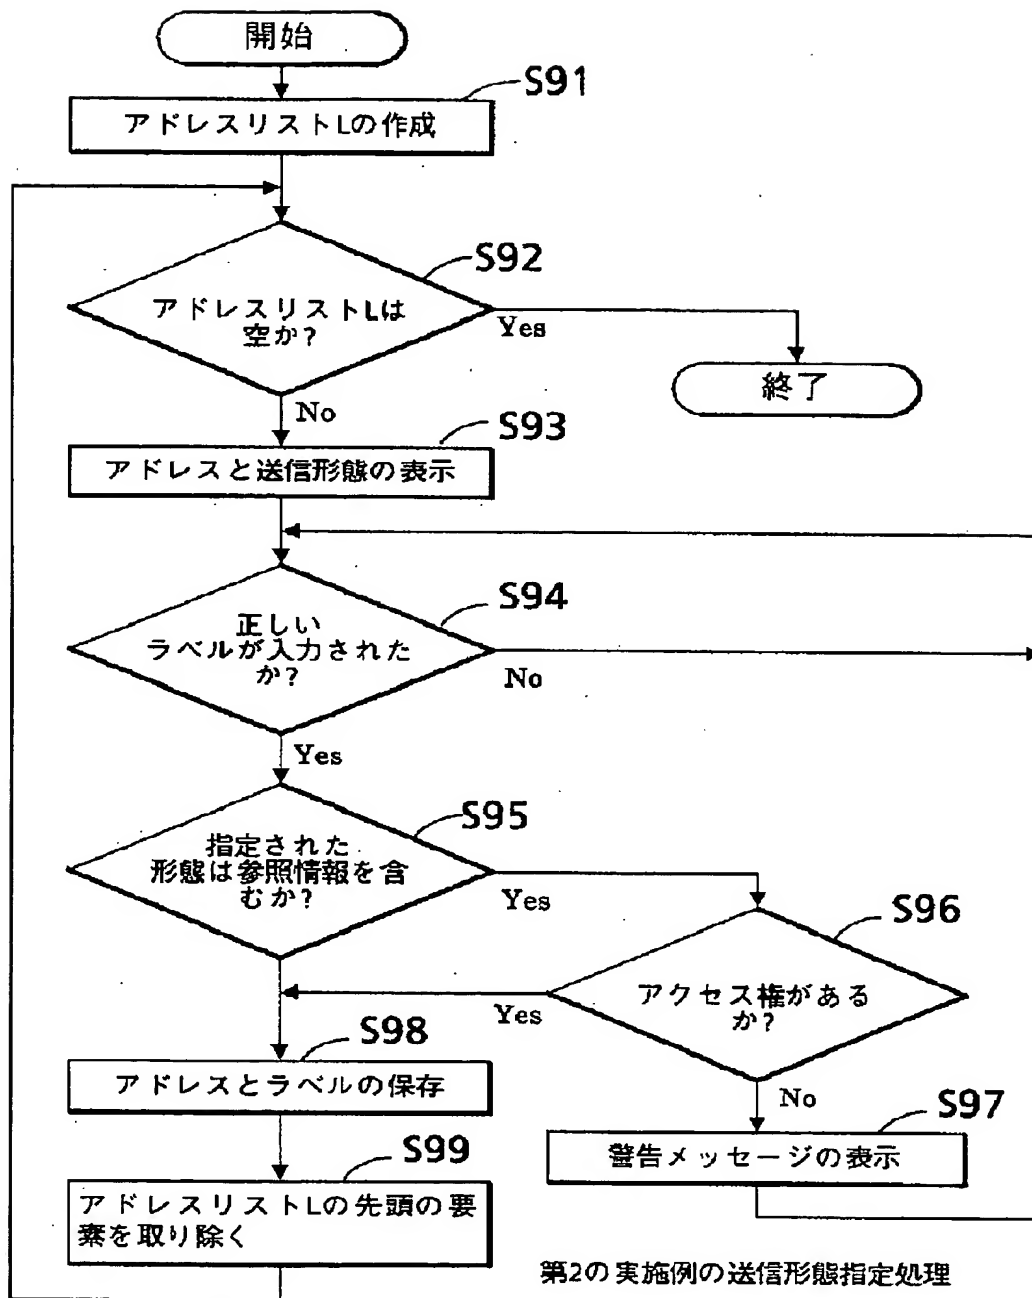 開始
S91
アドレスリストLの作成
S92
アドレスリストLは
空か?
Yes
終了
No
S93
アドレスと送信形態の表示
S94
正しい
ラベルが入力された
か?
No
Yes
S95
指定された
形態は参照情報を含
むか?
Yes
S96
アクセス権がある
か?
Yes
No
S97
警告メッセージの表示
S98
アドレスとラベルの保存
S99
アドレスリストLの先頭の要
素を取り除く
第2の実施例の送信形態指定処理